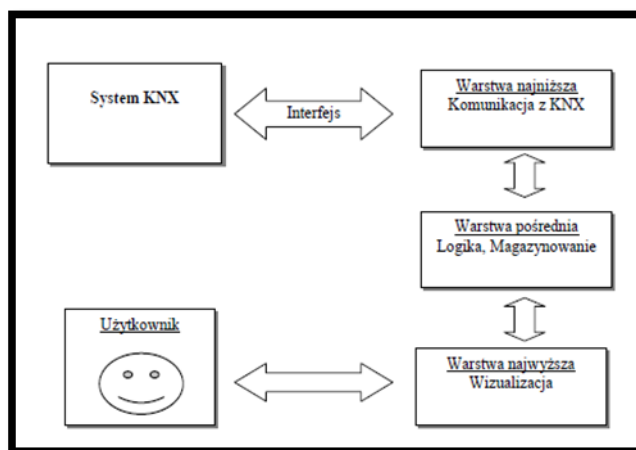 System KNX
Interfejs
Warstwa najniższa
Komunikacja z KNX
Warstwa pośrednia
Logika, Magazynowanie
Użytkownik
Warstwa najwyższa
Wizualizacja